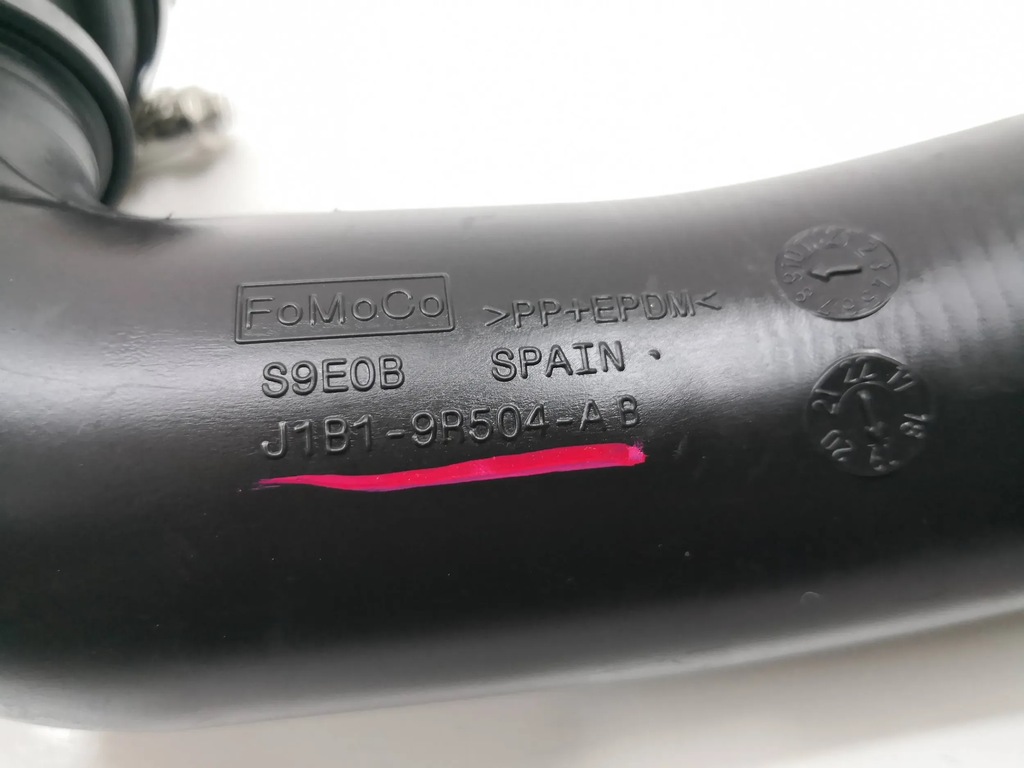 FoMoCo >PP+EPDM<
S9E0B SPAIN
J1B1-9R504-AB